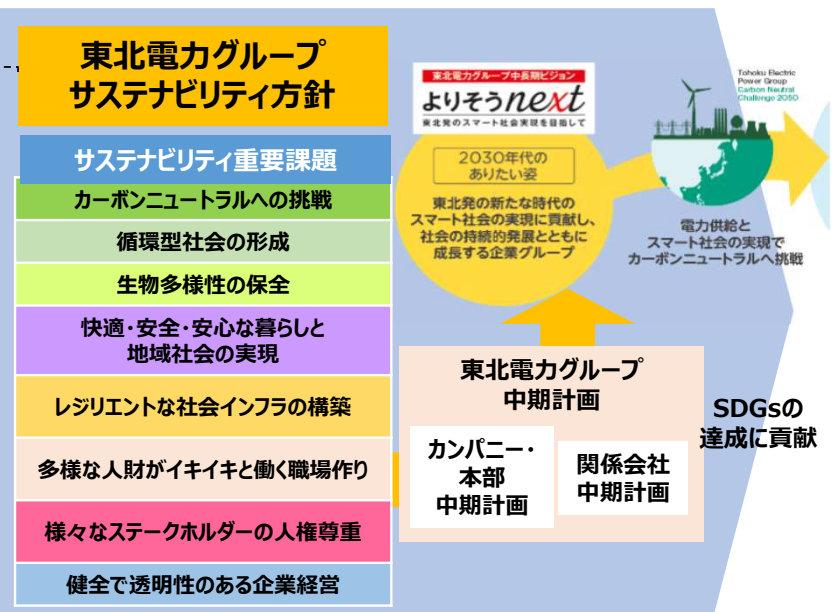 東北電力グループ
サステナビリティ方針
サステナビリティ重要課題
カーボンニュートラルへの挑戦
循環型社会の形成
生物多様性の保全
快適・安全・安心な暮らしと
地域社会の実現
レジリエントな社会インフラの構築
多様な人財がイキイキと働く職場作り
様々なステークホルダーの人権尊重
健全で透明性のある企業経営
東北電力グループ中長期ビジョン
よりそうnext
東北発のスマート社会実現を目指して
2030年代の
ありたい姿
東北発の新たな時代の
スマート社会の実現に貢献し、
社会の持続的発展とともに
成長する企業グループ
Tohoku Electric
Power Group
Carbon Neutral
Challenge 2050
電力供給と
スマート社会の実現で
カーボンニュートラルへ挑戦
東北電力グループ
中期計画
カンパニー・
本部
中期計画
関係会社
中期計画
SDGsの
達成に貢献